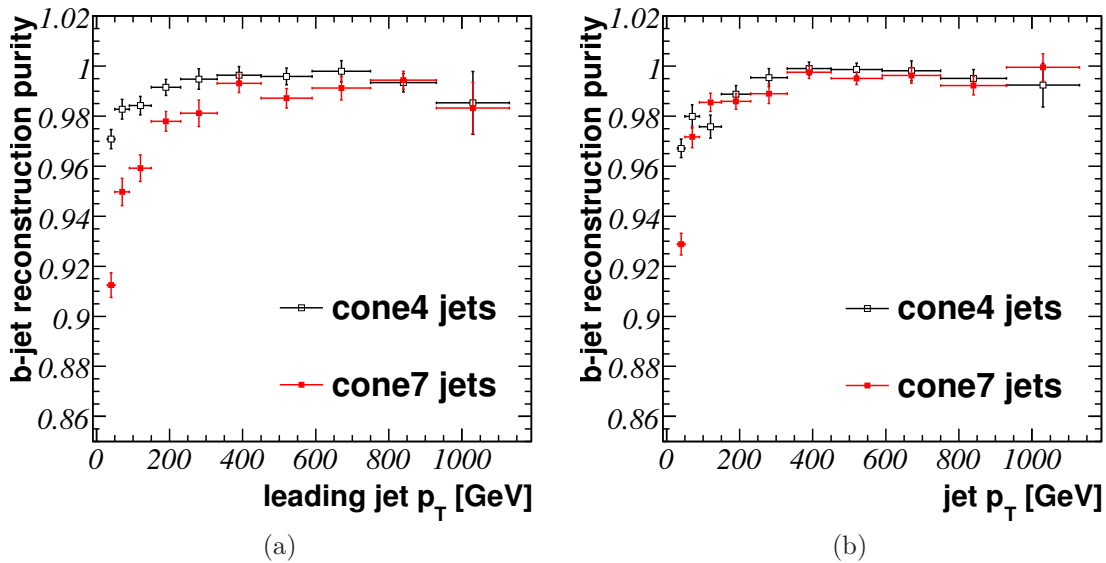 b-jet reconstruction purity
1.02
1
0.98
0.96
0.94
0.92
0.9
0.88
0.86
cone4 jets
cone7 jets
0 200 400 600 800 1000
leading jet p_T [GeV]
(a)
b-jet reconstruction purity
1.02
1
0.98
0.96
0.94
0.92
0.9
0.88
0.86
cone4 jets
cone7 jets
0 200 400 600 800 1000
jet p_T [GeV]
(b)